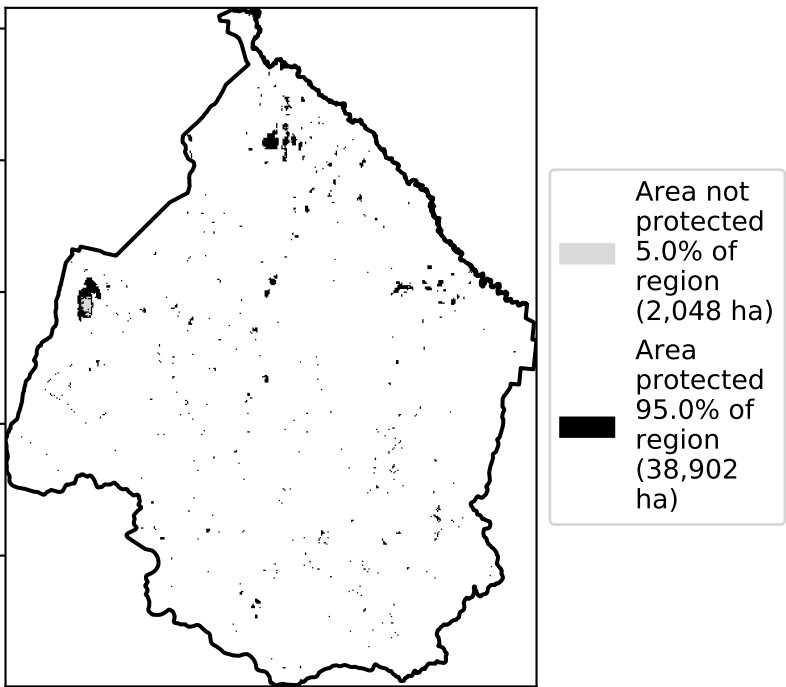 Area not
protected
5.0% of
region
(2,048 ha)
Area
protected
95.0% of
region
(38,902
ha)